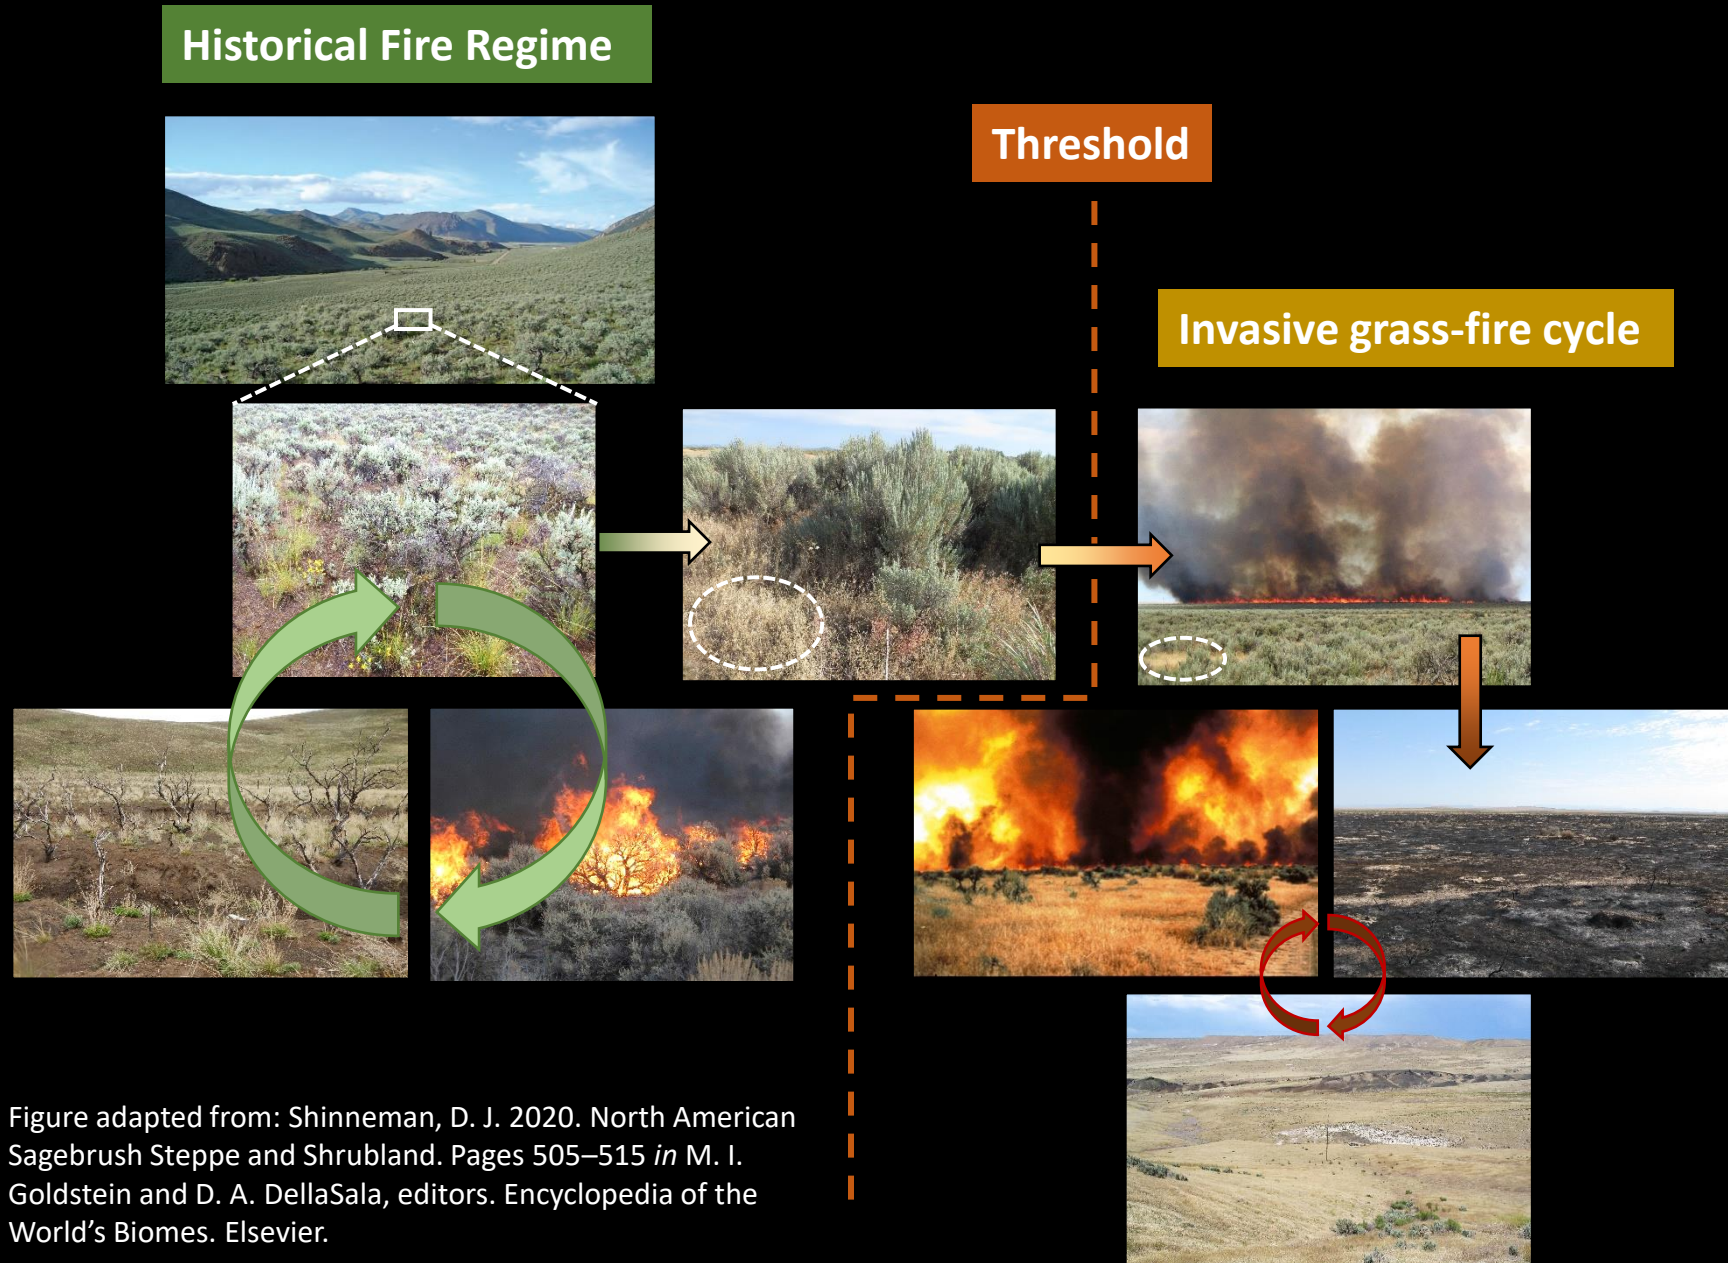 Historical Fire Regime
Threshold
Invasive grass-fire cycle
Figure adapted from: Shinneman, D. J. 2020. North American
Sagebrush Steppe and Shrubland. Pages 505–515 in M. I.
Goldstein and D. A. DellaSala, editors. Encyclopedia of the
World’s Biomes. Elsevier.